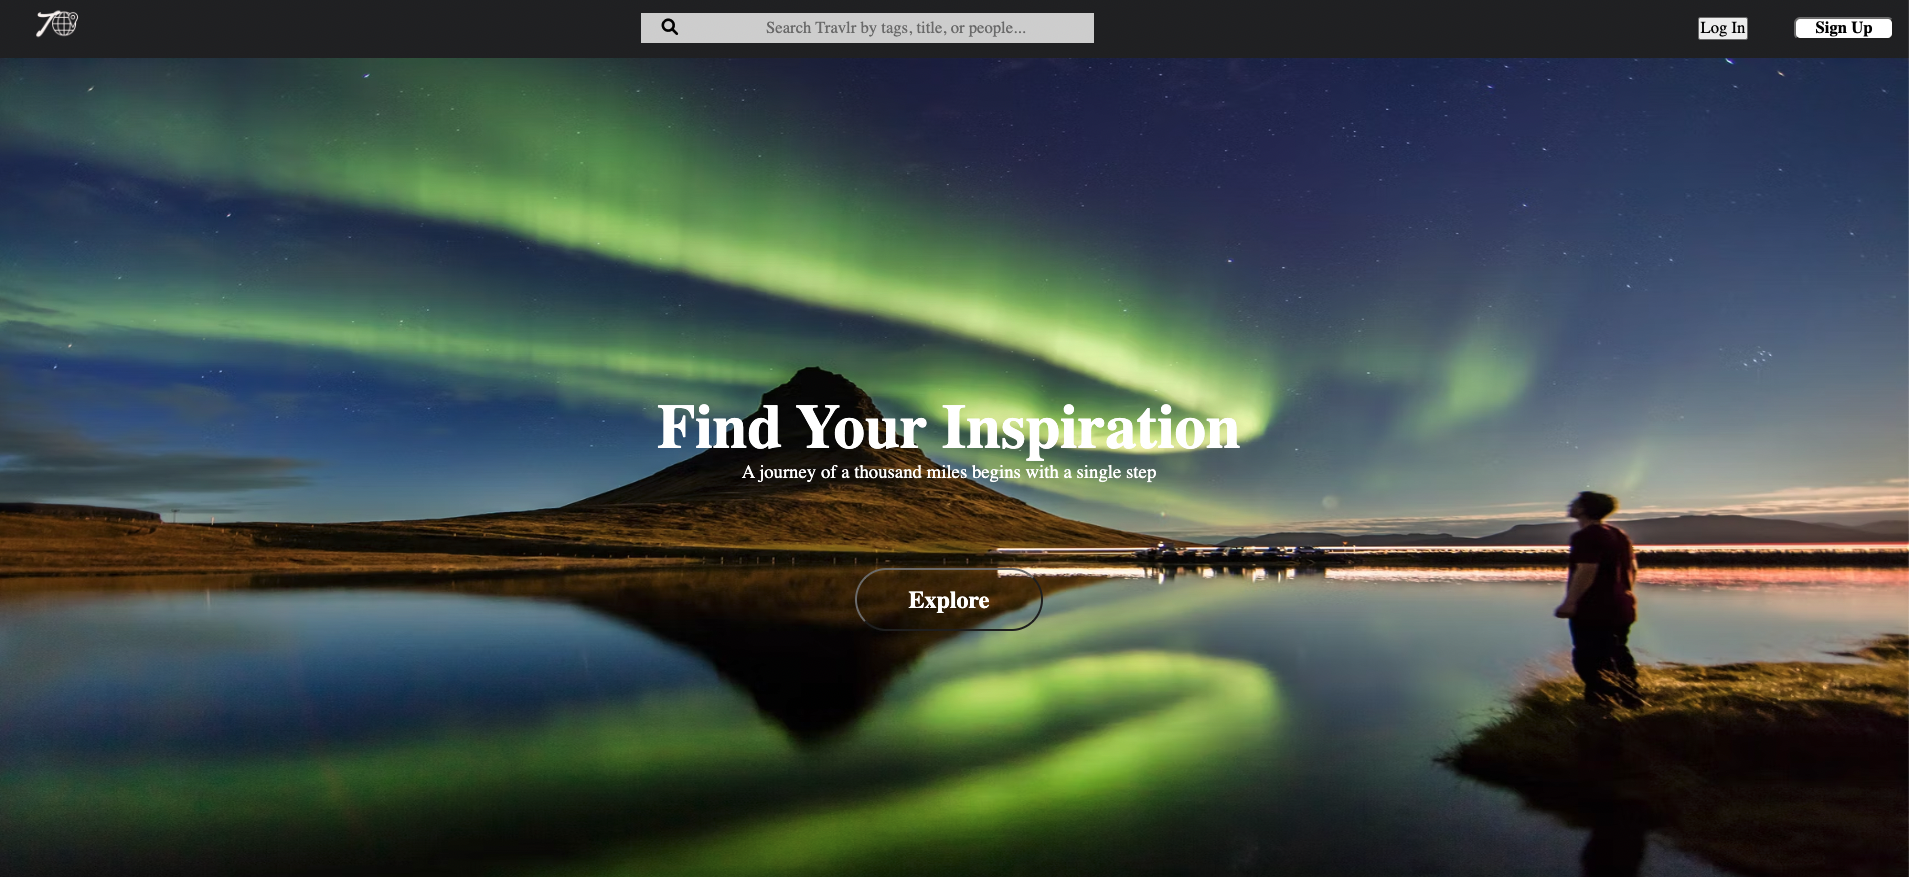 Search Travlr by tags, title, or people...
Log In
Sign Up
Find Your Inspiration
A journey of a thousand miles begins with a single step
Explore